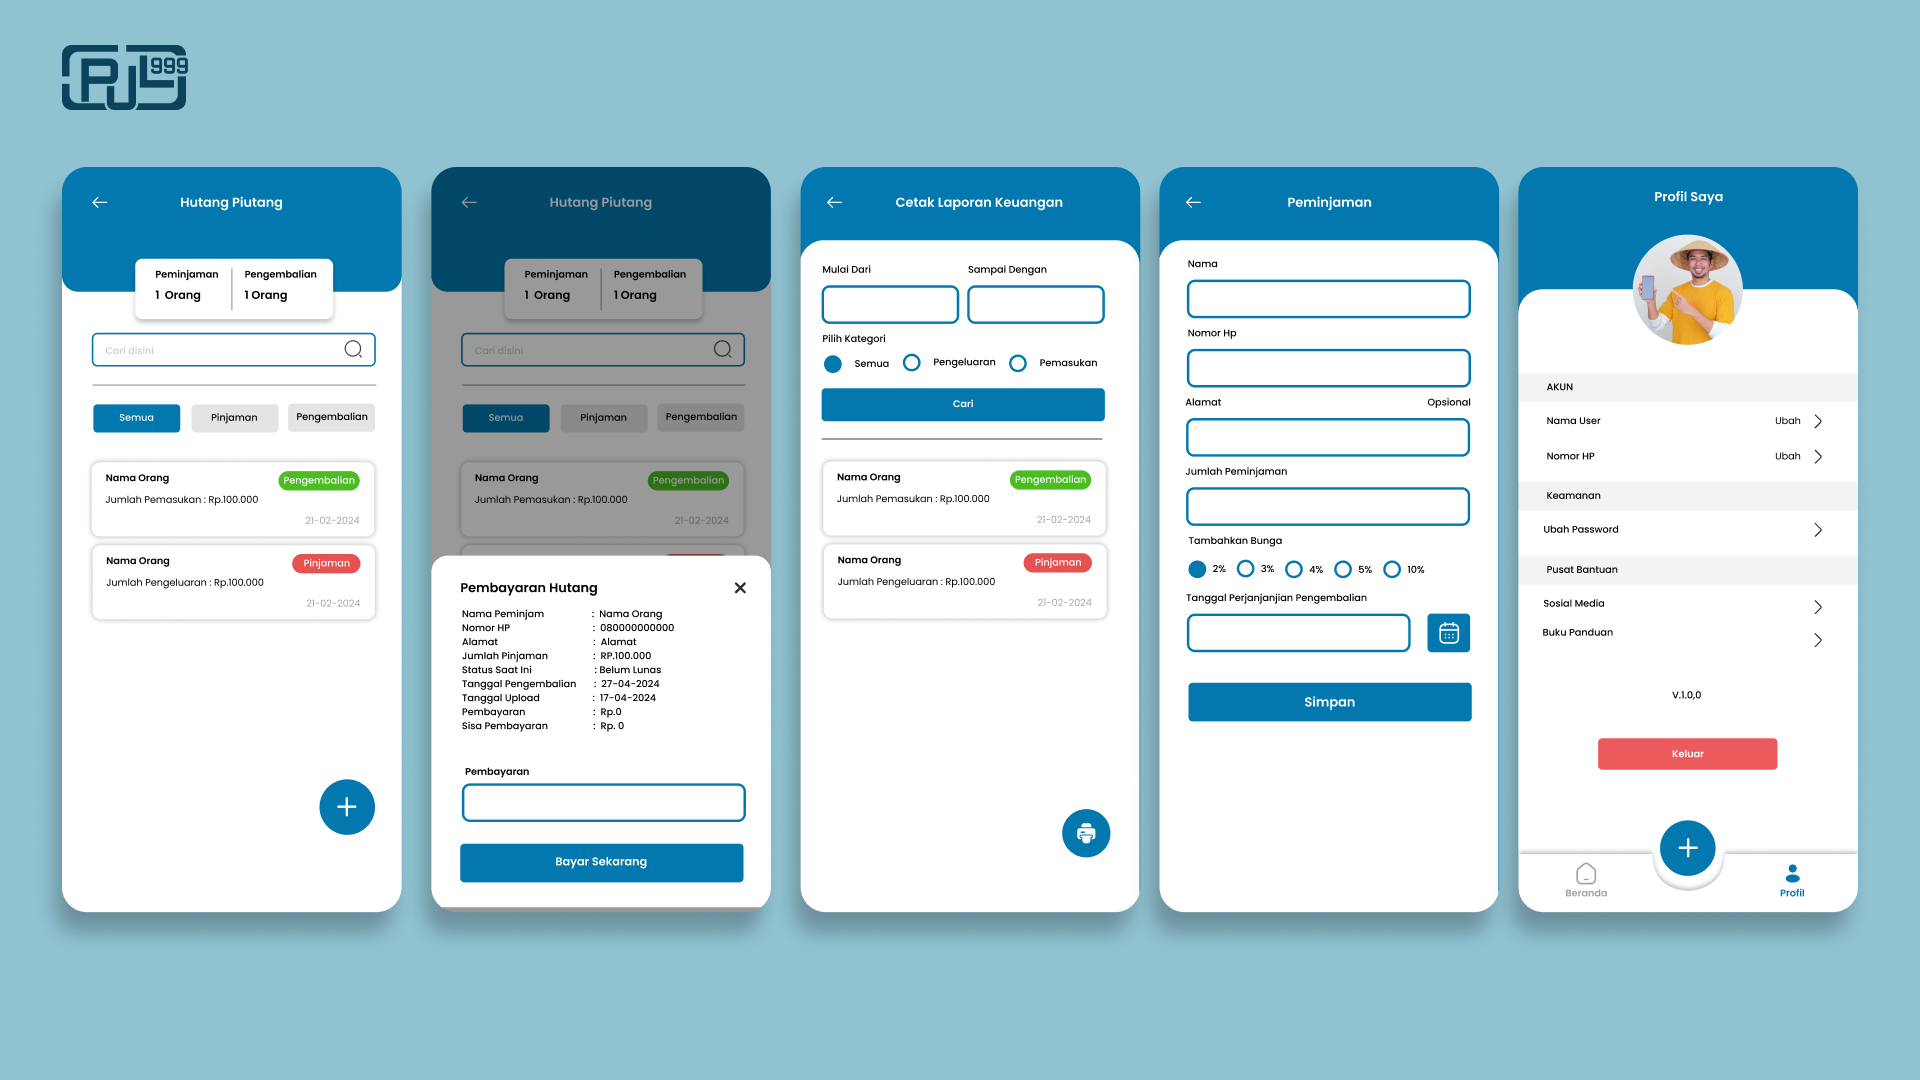 PJL 999
Hutang Piutang
Peminjaman Pengembalian
1 Orang 1 Orang
Cari disini
Semua Pinjaman Pengembalian
Nama Orang Pengembalian
Jumlah Pemasukan : Rp.100.000
21-02-2024
Nama Orang Pinjaman
Jumlah Pengeluaran : Rp.100.000
21-02-2024
Hutang Piutang
Peminjaman Pengembalian
1 Orang 1 Orang
Cari disini
Semua Pinjaman Pengembalian
Nama Orang Pengembalian
Jumlah Pemasukan : Rp.100.000
21-02-2024
Pembayaran Hutang
Nama Peminjam : Nama Orang
Nomor HP : 080000000000
Alamat : Alamat
Jumlah Pinjaman : RP.100.000
Status Saat Ini : Belum Lunas
Tanggal Pengembalian : 27-04-2024
Tanggal Upload : 17-04-2024
Pembayaran : Rp.0
Sisa Pembayaran : Rp. 0
Pembayaran
Bayar Sekarang
Cetak Laporan Keuangan
Mulai Dari Sampai Dengan
Pilih Kategori
Semua Pengeluaran Pemasukan
Cari
Nama Orang Pengembalian
Jumlah Pemasukan : Rp.100.000
21-02-2024
Nama Orang Pinjaman
Jumlah Pengeluaran : Rp.100.000
21-02-2024
Peminjaman
Nama
Nomor Hp
Alamat Opsional
Jumlah Peminjaman
Tambahkan Bunga
2% 3% 4% 5% 10%
Tanggal Perjanjanjian Pengembalian
Simpan
Profil Saya
AKUN
Nama User Ubah
Nomor HP Ubah
Keamanan
Ubah Password
Pusat Bantuan
Sosial Media
Buku Panduan
V.1.0,0
Keluar
Beranda Profil